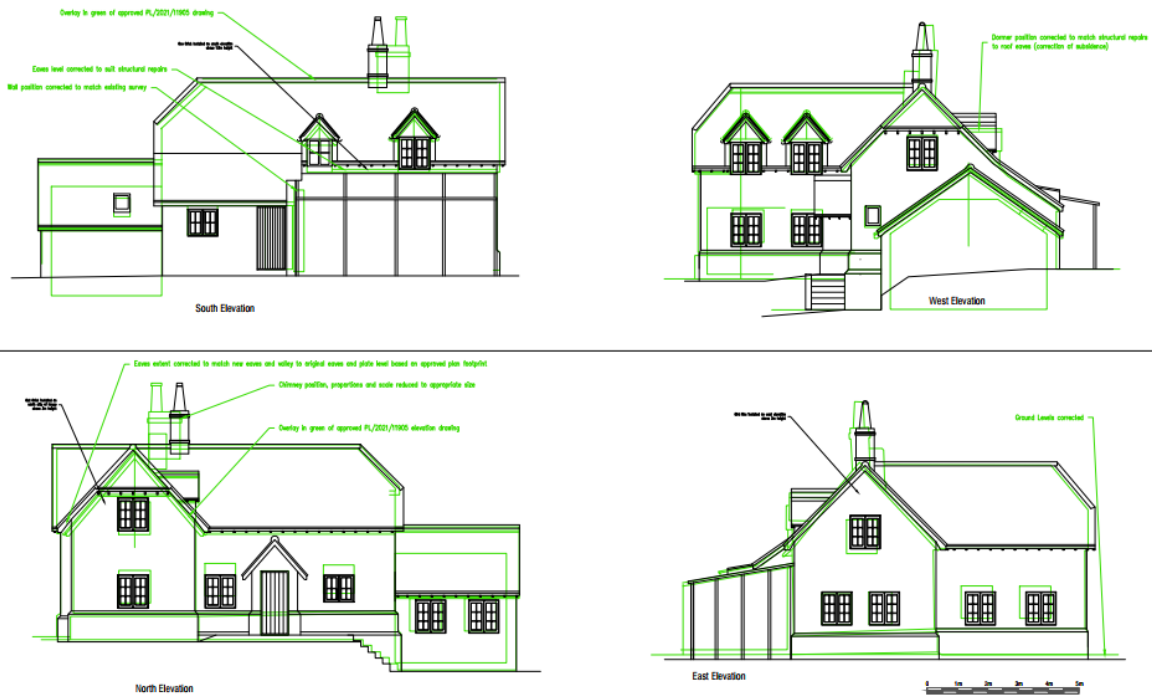 Overlay in green of approved PL/2021/11905 drawing
Eaves level corrected to suit structural repairs
Wall position corrected to match existing survey
South Elevation
Dormer position corrected to match structural repairs
to roof eaves (correction of subsidence)
West Elevation
Eaves extent corrected to match new eaves and valley to original eaves and plate level based on approved plan footprint
Chimney position, proportions and scale reduced to appropriate size
Overlay in green of approved PL/2021/11905 elevation drawing
North Elevation
Ground Levels corrected
East Elevation
0 1m 2m 3m 4m 5m